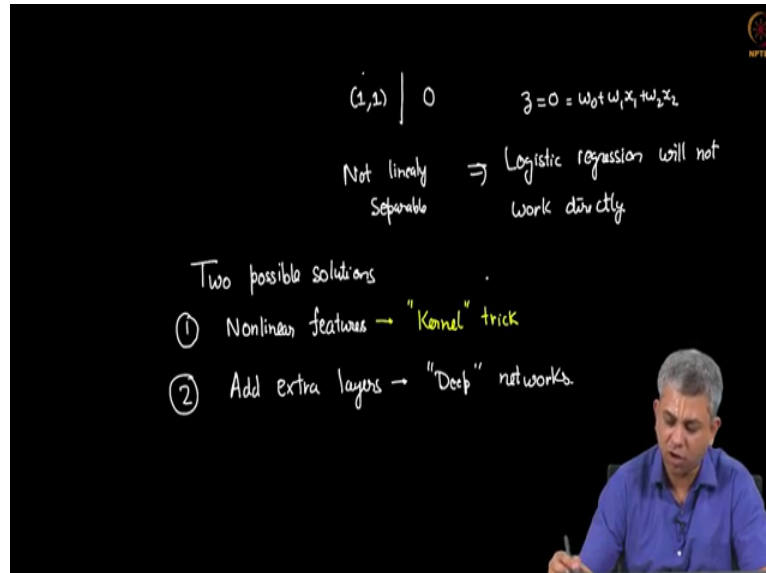 (1,1) | 0
z = 0 = w₀+w₁x₁+w₂x₂
Not linealy
Separable
⇒ Logistic regression will not
work directly
Two possible solutions
① Nonlinear features → "Kernel" trick
② Add extra layers → "Deep" networks.